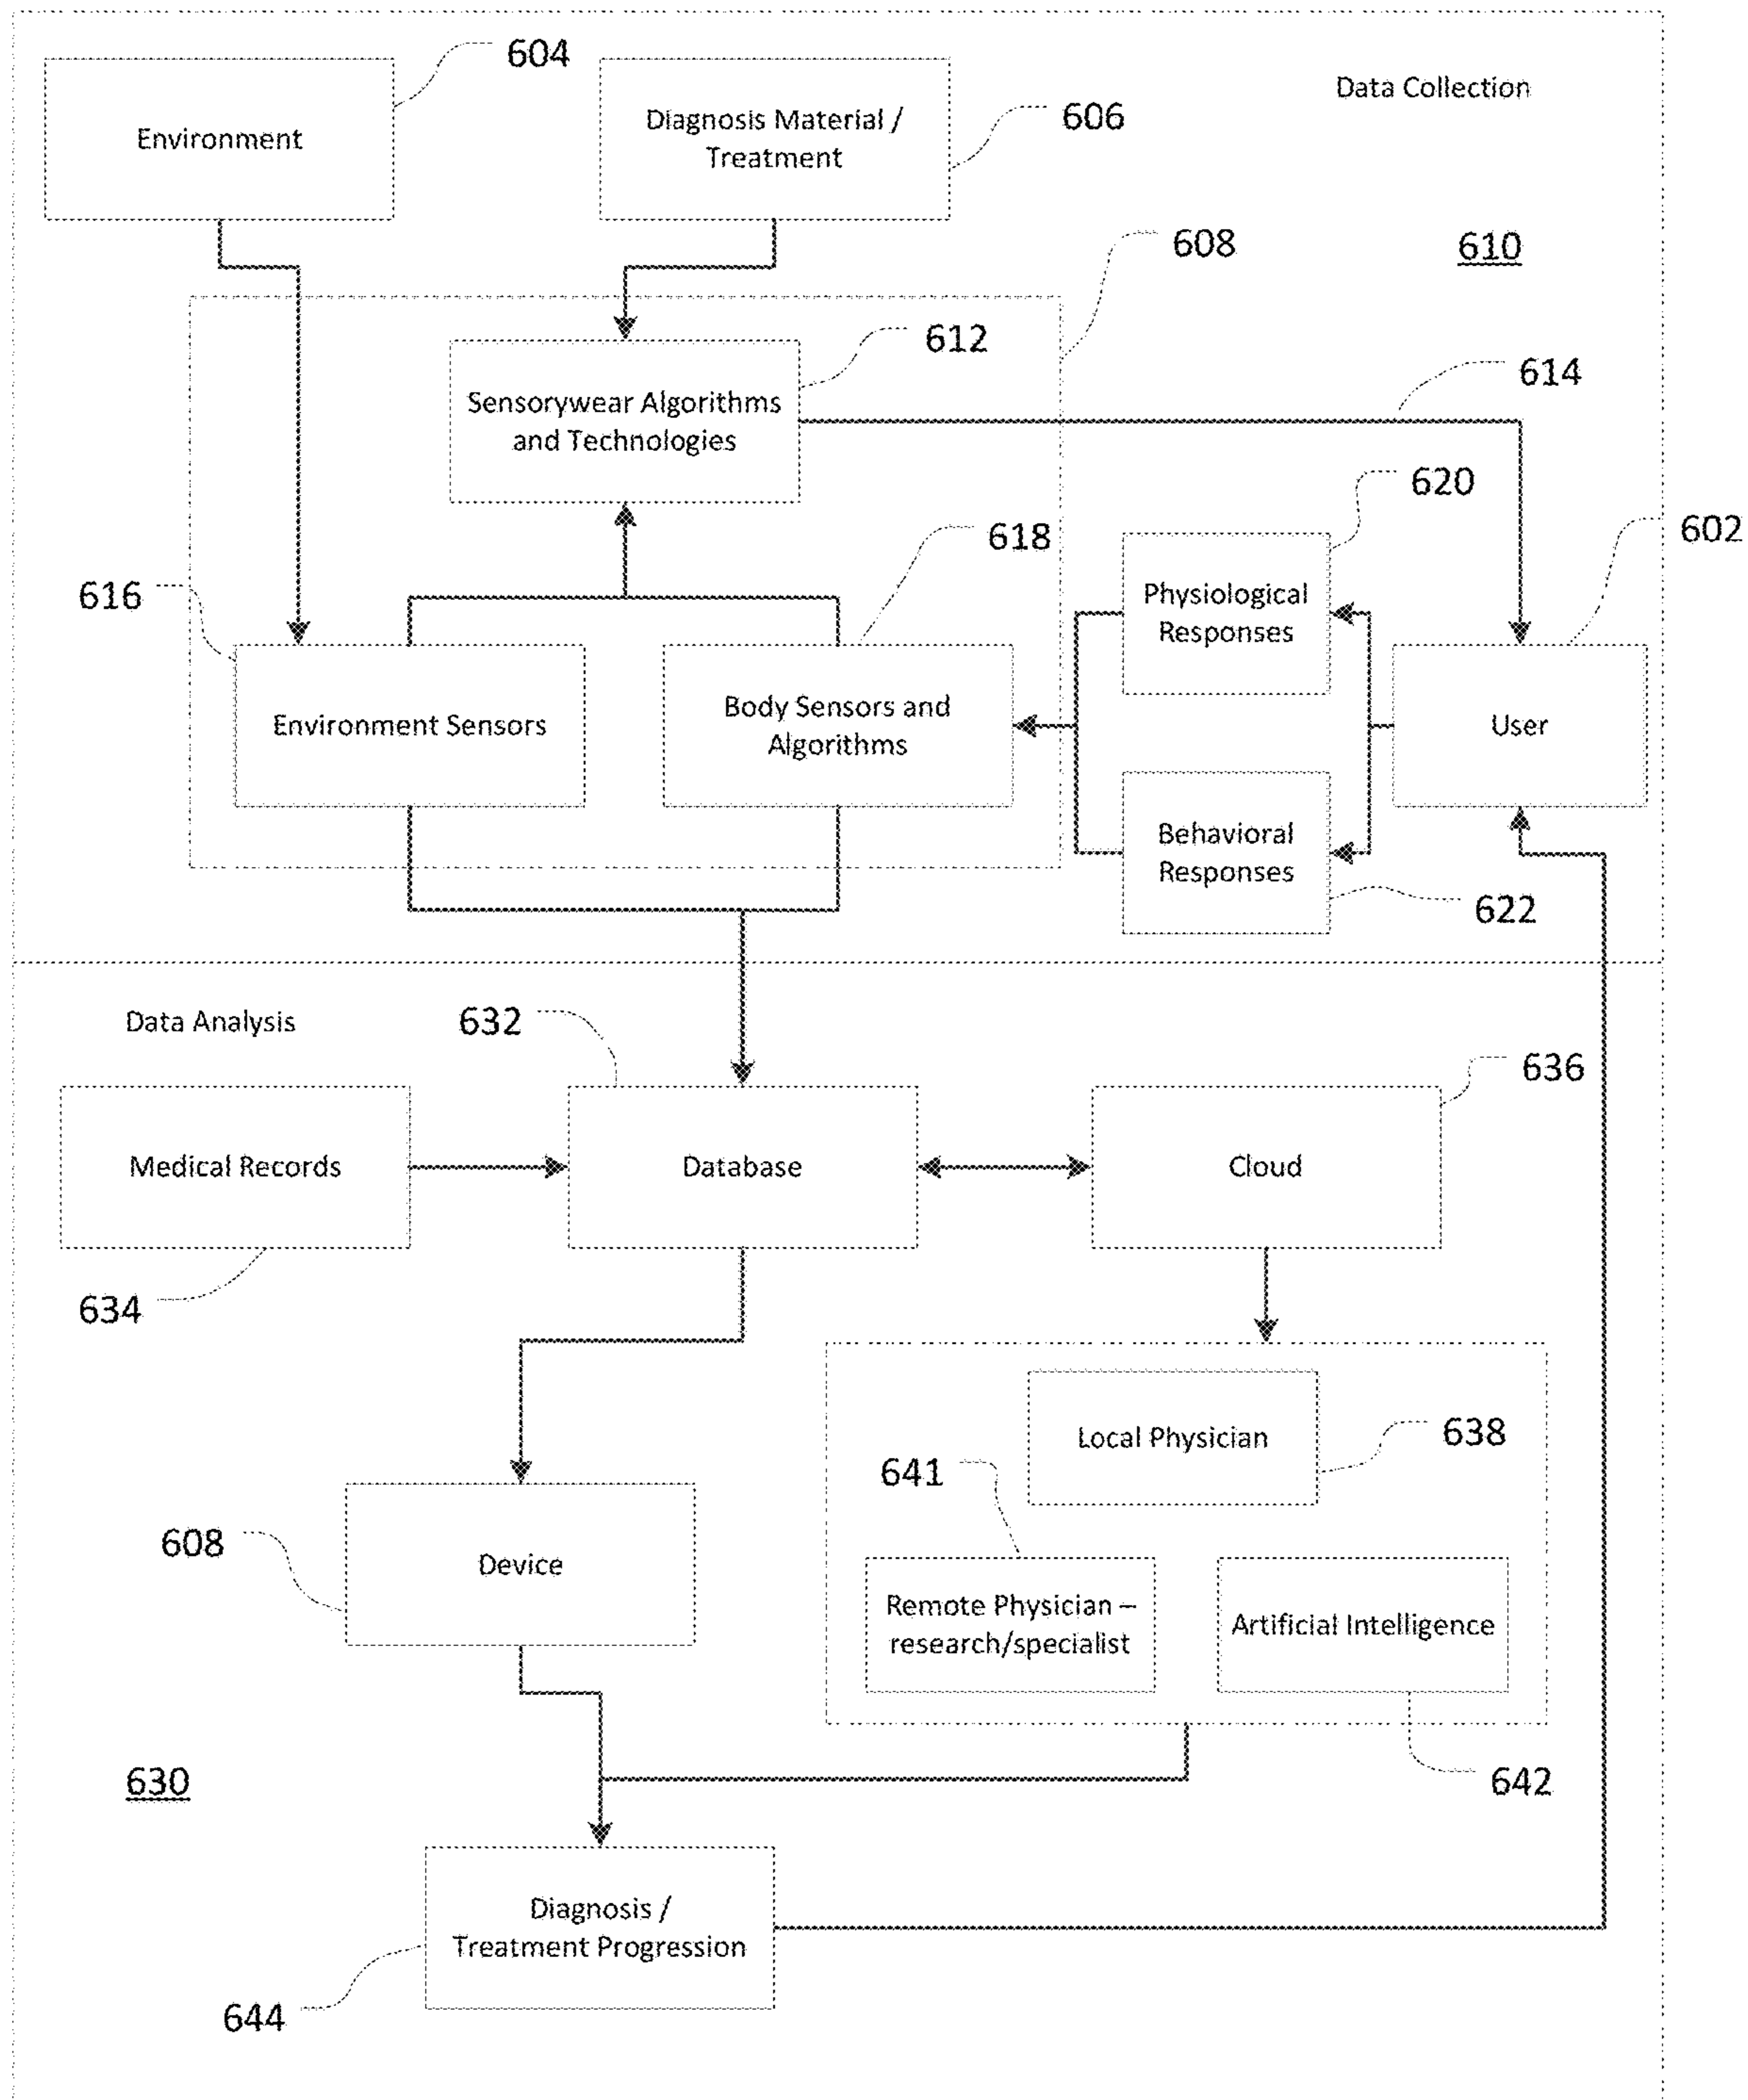 604
Environment
Diagnosis Material /
Treatment
606
Data Collection
608
610
612
Sensorywear Algorithms
and Technologies
614
620
618
602
616
Physiological
Responses
Environment Sensors
Body Sensors and
Algorithms
User
Behavioral
Responses
622
Data Analysis
632
636
Medical Records
Database
Cloud
634
Local Physician
638
641
608
Device
Remote Physician –
research/specialist
Artificial Intelligence
630
642
Diagnosis /
Treatment Progression
644